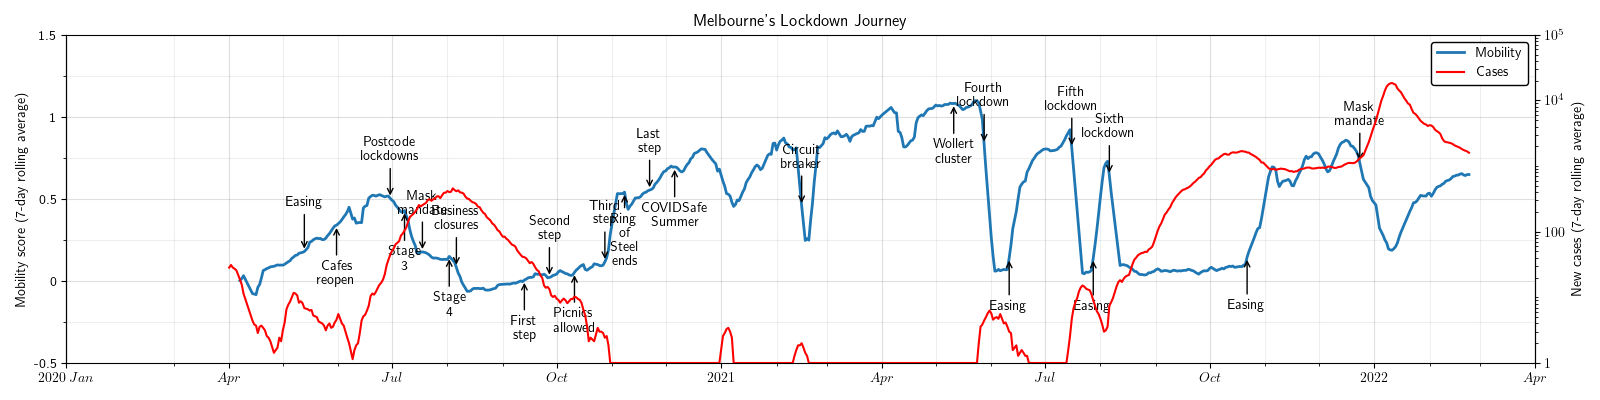 Melbourne's Lockdown Journey
Mobility score (7-day rolling average)
1.5
1
0.5
0
-0.5
Mobility
Cases
10^5
10^4
100
1
New cases (7-day rolling average)
Easing
Cafes
reopen
Postcode
lockdowns
Stage
3
Mask
mandate
Stage
4
Business
closures
First
step
Second
step
Picnics
allowed
Third
step
Ring
of
Steel
ends
Last
step
COVIDSafe
Summer
Circuit
breaker
Wollert
cluster
Fourth
lockdown
Easing
Fifth
lockdown
Easing
Sixth
lockdown
Easing
Mask
mandate
2020 Jan
Apr
Jul
Oct
2021
Apr
Jul
Oct
2022
Apr